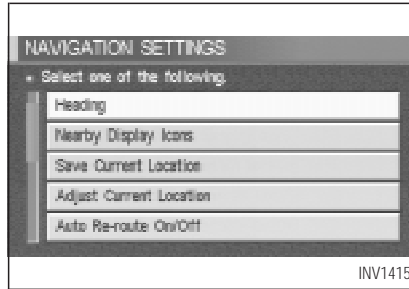 NAVIGATION SETTINGS
Select one of the following.
Heading
Nearby Display Icons
Save Current Location
Adjust Current Location
Auto Re-route On/Off
INV1415